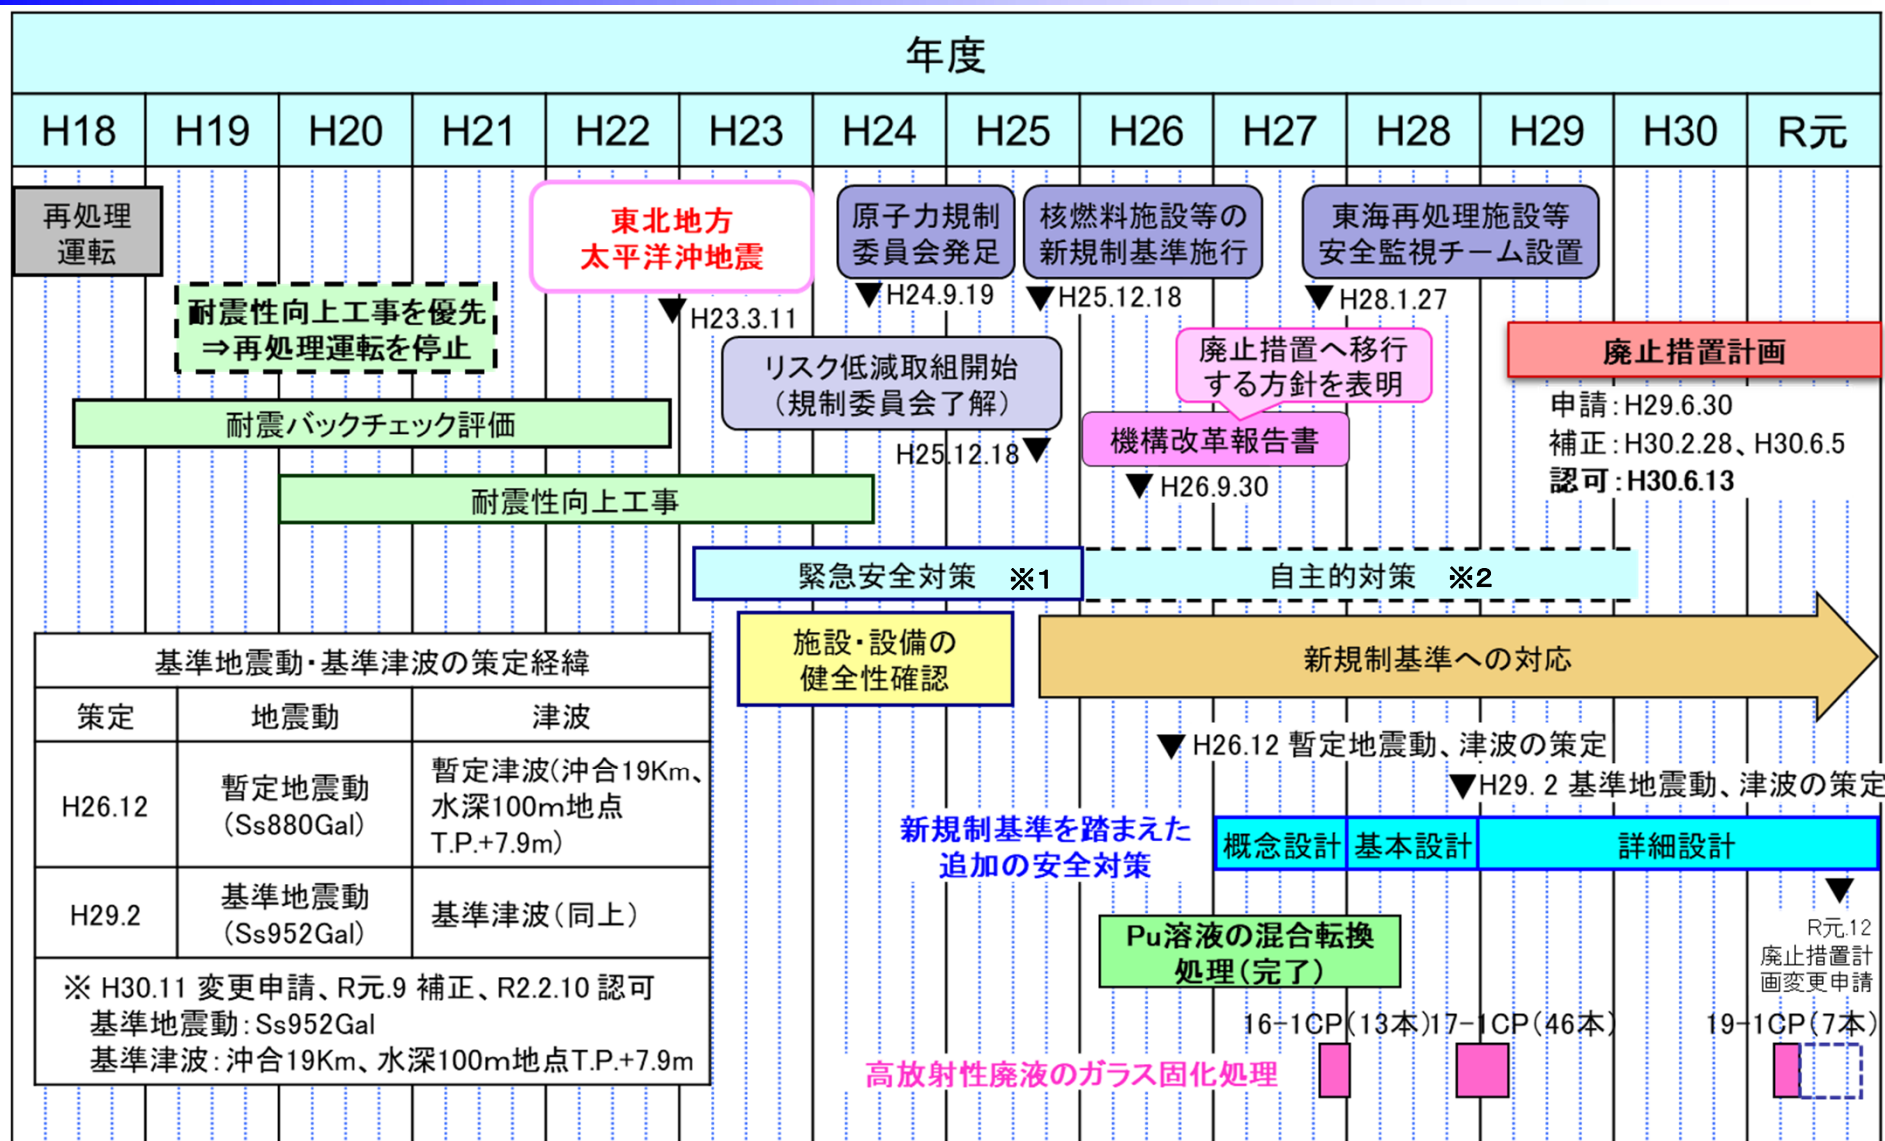 年度
H18 H19 H20 H21 H22 H23 H24 H25 H26 H27 H28 H29 H30 R元
再処理
運転
東北地方
太平洋沖地震
▼H23.3.11
原子力規制
委員会発足
▼H24.9.19
核燃料施設等の
新規制基準施行
▼H25.12.18
東海再処理施設等
安全監視チーム設置
▼H28.1.27
耐震性向上工事を優先
⇒再処理運転を停止
リスク低減取組開始
（規制委員会了解）
H25.12.18▼
廃止措置へ移行
する方針を表明
機構改革報告書
▼H26.9.30
廃止措置計画
申請：H29.6.30
補正：H30.2.28、H30.6.5
認可：H30.6.13
耐震バックチェック評価
耐震性向上工事
緊急安全対策 ※1
自主的対策 ※2
施設・設備の
健全性確認
新規制基準への対応
▼H26.12 暫定地震動、津波の策定
▼H29. 2 基準地震動、津波の策定
新規制基準を踏まえた
追加の安全対策
概念設計 基本設計 詳細設計
▼
R元.12
廃止措置計
画変更申請
Pu溶液の混合転換
処理（完了）
16-1CP（13本） 17-1CP（46本） 19-1CP（7本）
高放射性廃液のガラス固化処理
基準地震動・基準津波の策定経緯
策定 地震動 津波
H26.12
暫定地震動
(Ss880Gal)
暫定津波(沖合19Km、
水深100m地点
T.P.+7.9m)
H29.2
基準地震動
(Ss952Gal)
基準津波（同上）
※ H30.11 変更申請、R元.9 補正、R2.2.10 認可
基準地震動：Ss952Gal
基準津波：沖合19Km、水深100m地点T.P.+7.9m